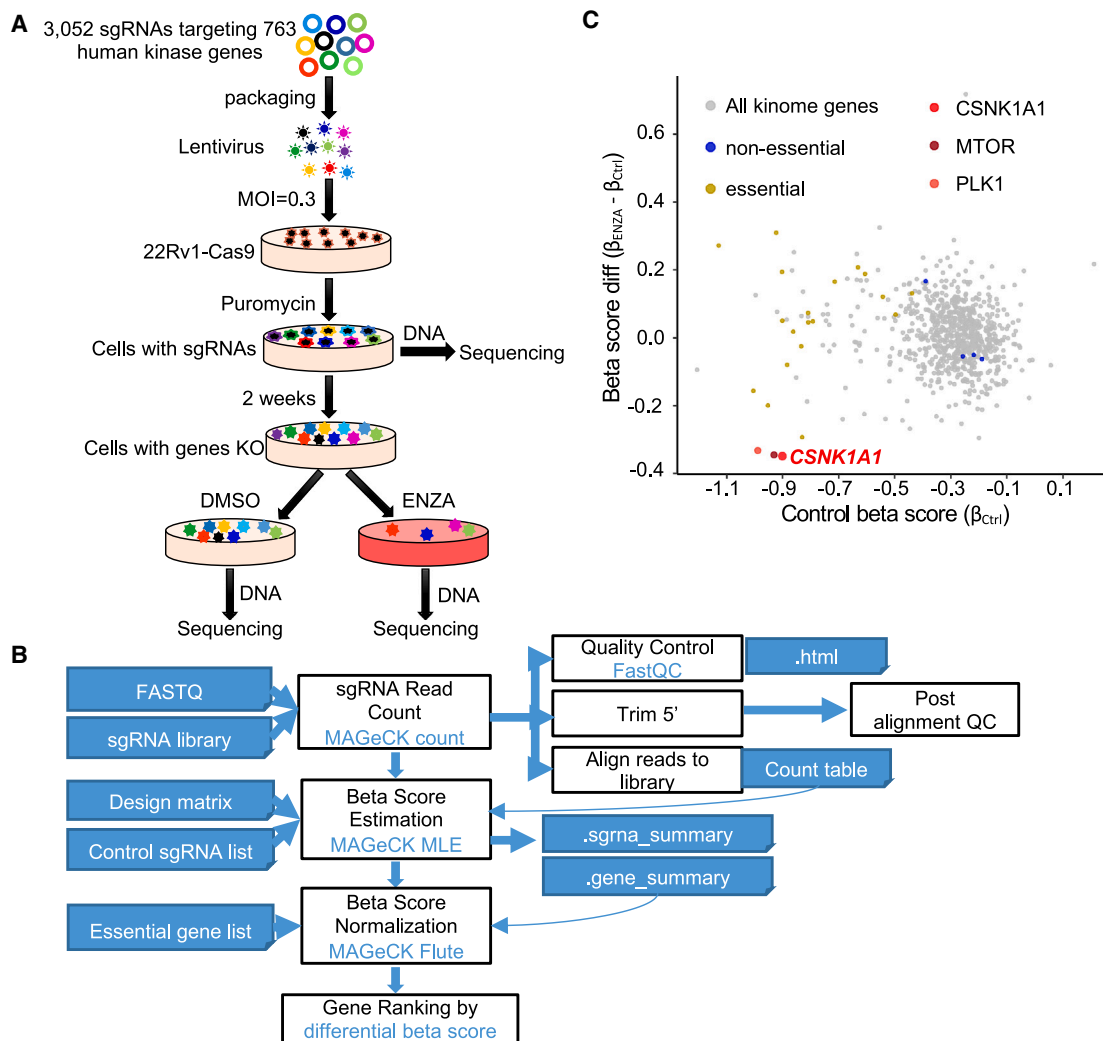 A
3,052 sgRNAs targeting 763
human kinase genes
packaging
Lentivirus
MOI=0.3
22Rv1-Cas9
Puromycin
Cells with sgRNAs
DNA
Sequencing
2 weeks
Cells with genes KO
DMSO
ENZA
DNA
DNA
Sequencing
Sequencing
C
Beta score diff (βENZA - βCtrl)
0.6
0.4
0.2
0.0
-0.2
-0.4
All kinome genes
non-essential
essential
CSNK1A1
MTOR
PLK1
CSNK1A1
-1.1
-0.9
-0.7
-0.5
-0.3
-0.1
0.1
Control beta score (βCtrl)
B
FASTQ
sgRNA library
sgRNA Read
Count
MAGeCK count
Quality Control
FastQC
.html
Trim 5’
Post
alignment QC
Align reads to
library
Count table
Design matrix
Control sgRNA list
Beta Score
Estimation
MAGeCK MLE
.sgrna_summary
.gene_summary
Essential gene list
Beta Score
Normalization
MAGeCK Flute
Gene Ranking by
differential beta score